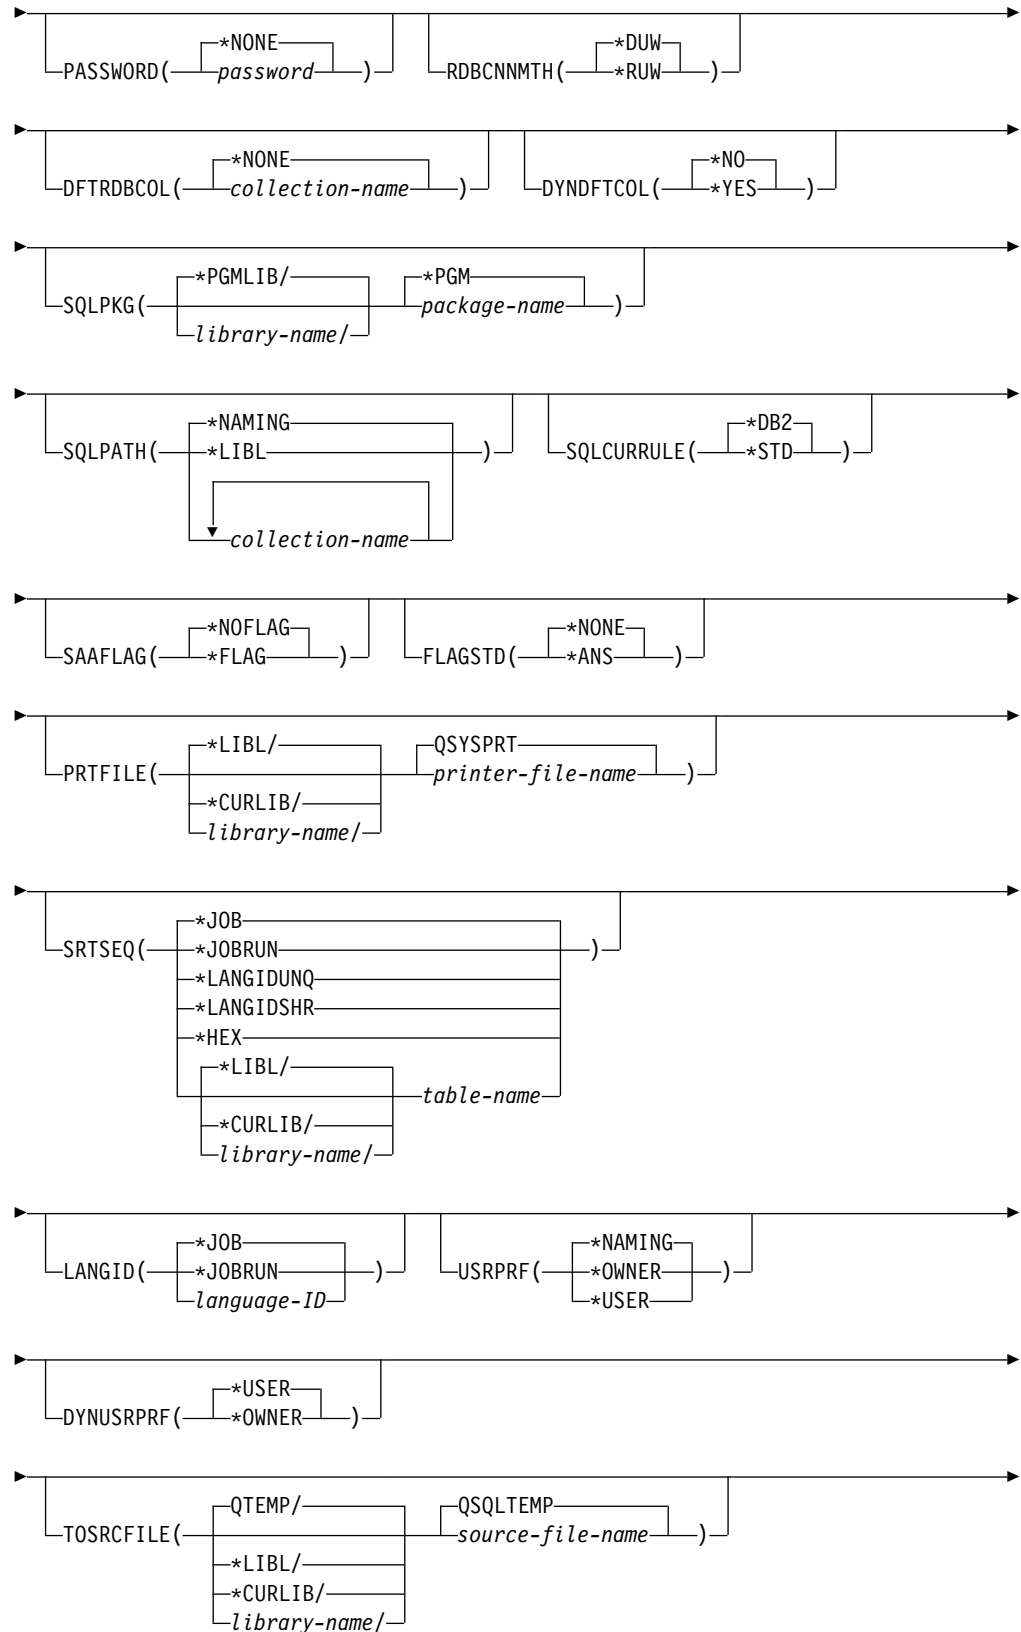 *NONE *DUW
PASSWORD( password ) RDBCNNMTH( *RUW )
*NONE *NO
DFTRDBCOL( collection-name ) DYNDFTCOL( *YES )
*PGMLIB/ *PGM
SQLPKG( package-name )
library-name/
*NAMING *DB2
SQLPATH( *LIBL ) SQLCURRULE( *STD )
collection-name
*NOFLAG *NONE
SAAFLAG( *FLAG ) FLAGSTD( *ANS )
*LIBL/ QSYSPRT
PRTFILE( printer-file-name )
*CURLIB/
library-name/
*JOB
SRTSEQ( *JOBRUN )
*LANGIDUNQ
*LANGIDSHR
*HEX
*LIBL/
table-name
*CURLIB/
library-name/
*JOB *NAMING
LANGID( *JOBRUN ) USRPRF( *OWNER )
language-ID *USER
*USER
DYNUSRPRF( *OWNER )
QTEMP/ QSQLTEMP
TOSRCFILE( source-file-name )
*LIBL/
*CURLIB/
library-name/